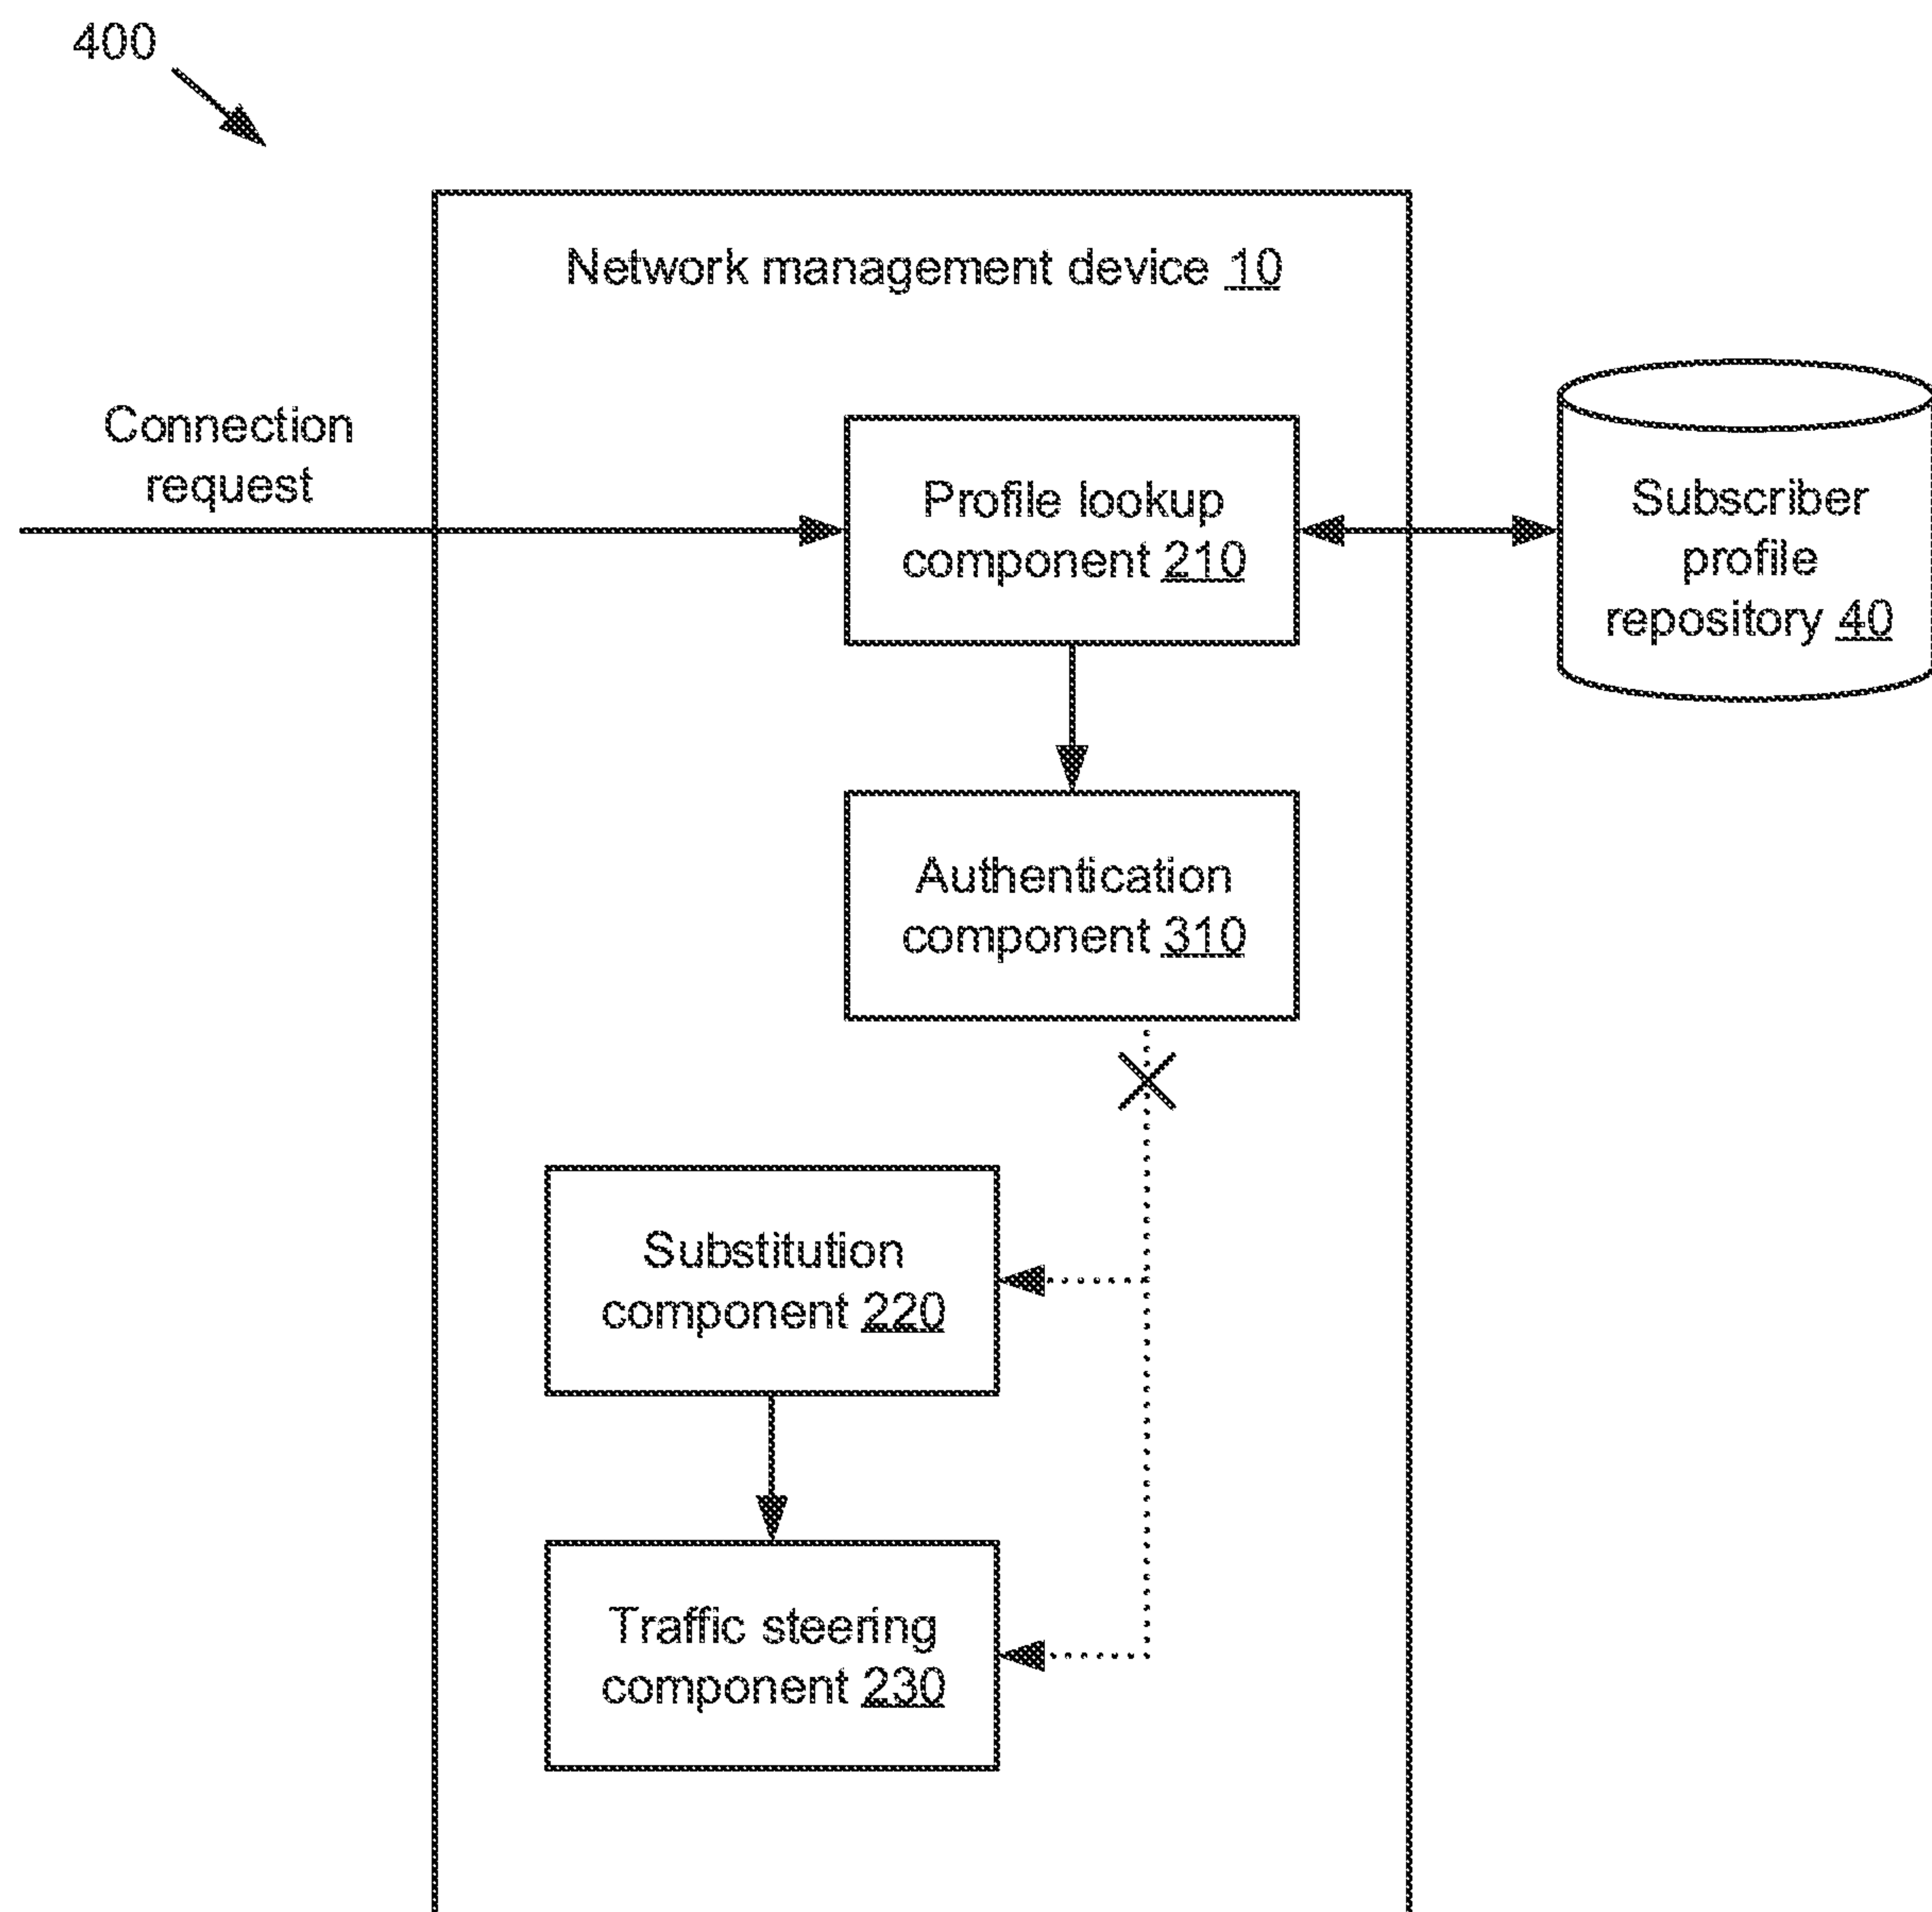 400
Network management device 10
Connection
request
Profile lookup
component 210
Subscriber
profile
repository 40
Authentication
component 310
Substitution
component 220
Traffic steering
component 230